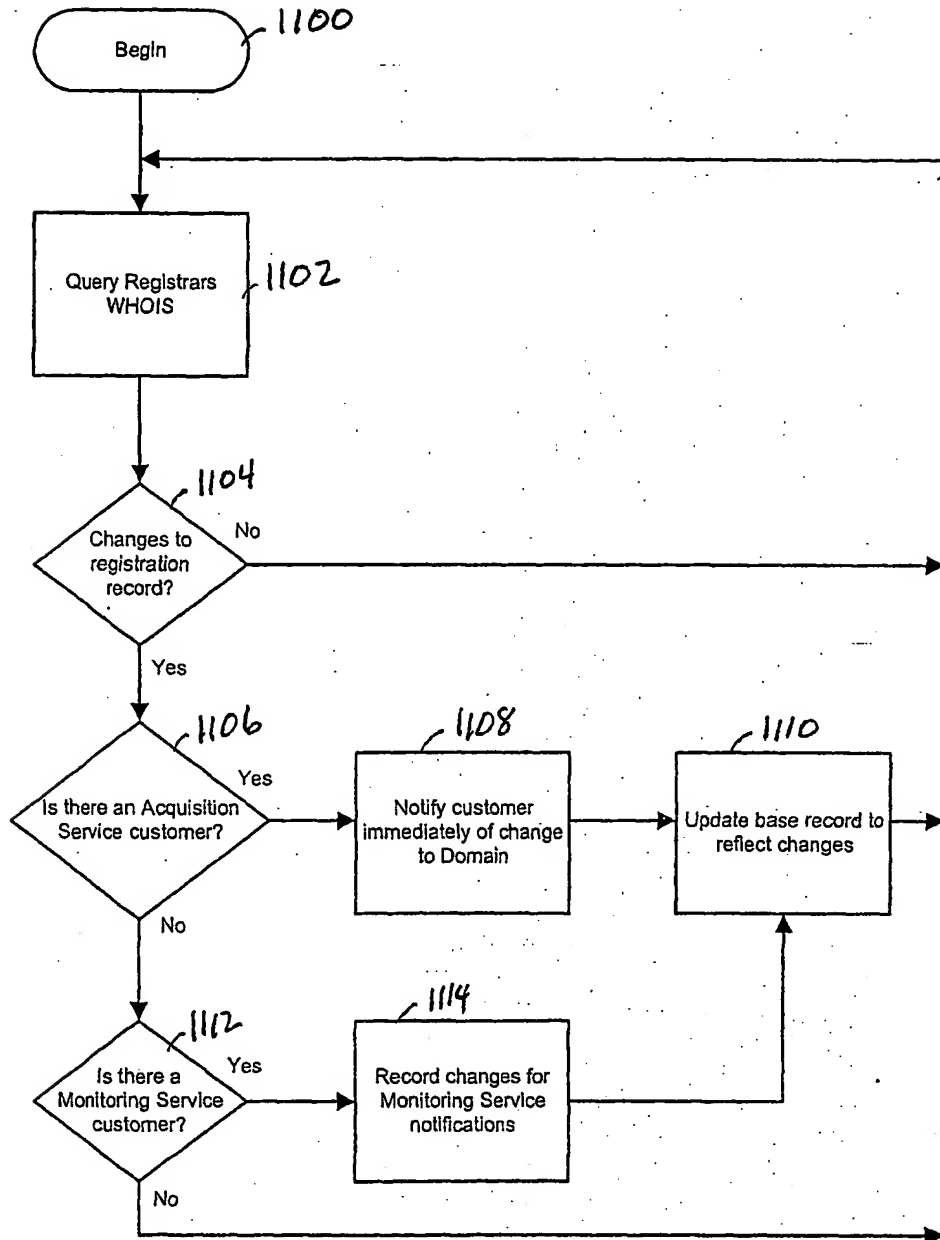 Begin
1100
Query Registrars
WHOIS
1102
1104
Changes to
registration
record?
No
Yes
1106
Is there an Acquisition
Service customer?
Yes
No
1108
Notify customer
immediately of change
to Domain
1110
Update base record to
reflect changes
1112
Is there a
Monitoring Service
customer?
Yes
No
1114
Record changes for
Monitoring Service
notifications